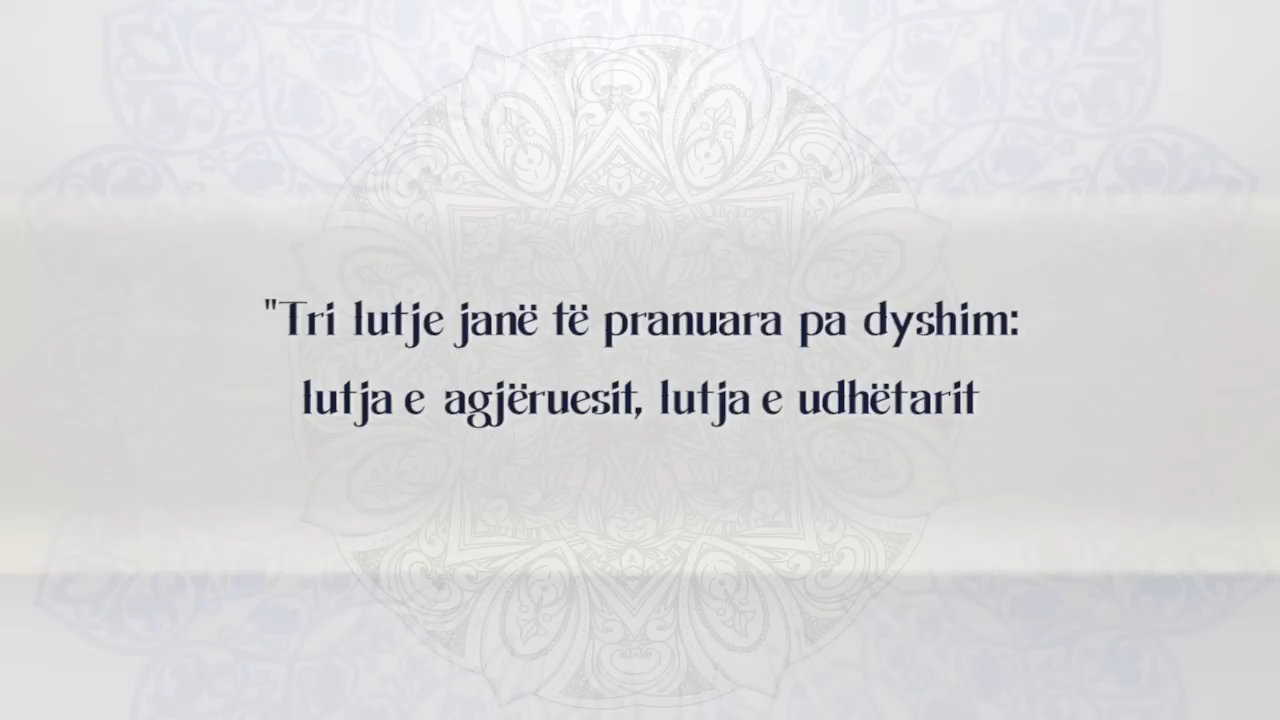 "Tri lutje janë të pranuara pa dyshim:
lutja e agjëruesit, lutja e udhëtarit